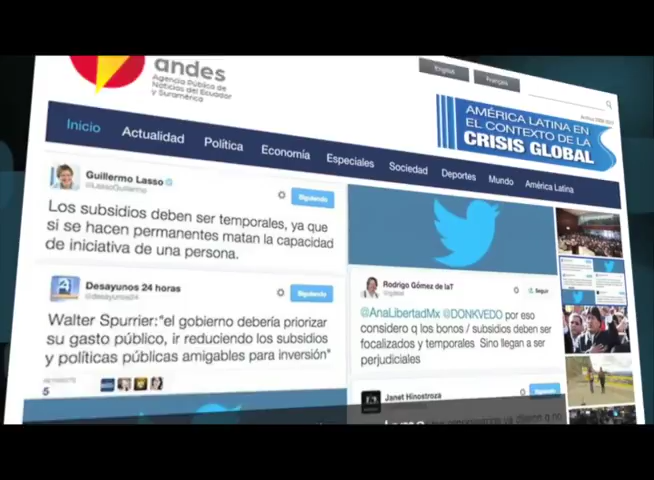 andes
Agencia Pública de
Noticias del Ecuador
y Suramérica
English
Français
AMÉRICA LATINA EN
EL CONTEXTO DE LA
CRISIS GLOBAL
Inicio
Actualidad
Política
Economía
Especiales
Sociedad
Deportes
Mundo
América Latina
Guillermo Lasso
@LassoGuillermo
Siguiendo
Los subsidios deben ser temporales, ya que
si se hacen permanentes matan la capacidad
de iniciativa de una persona.
Desayunos 24 horas
@desayunos24
Siguiendo
Walter Spurrier:"el gobierno debería priorizar
su gasto público, ir reduciendo los subsidios
y políticas públicas amigables para inversión"
5
Rodrigo Gómez de laT
Seguir
@AnaLibertadMx @DONKVEDO por eso
considero q los bonos / subsidios deben ser
focalizados y temporales Sino llegan a ser
perjudiciales
Janet Hinostroza